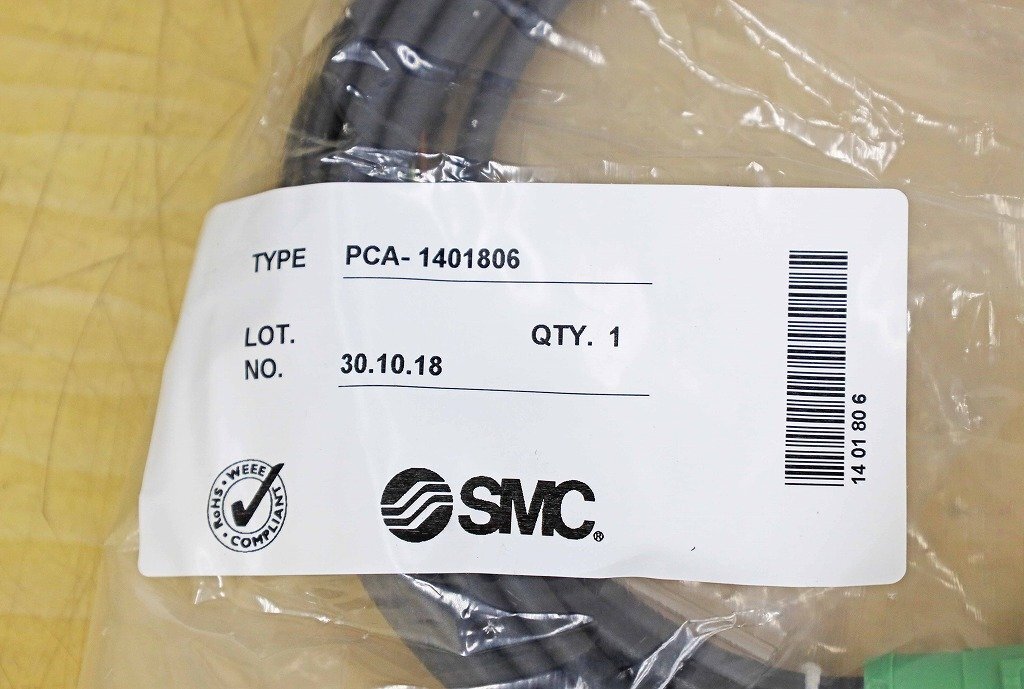 TYPE PCA- 1401806
LOT. QTY. 1
NO. 30.10.18
RoHS · WEEE · COMPLIANT
SMC®
14 01 80 6